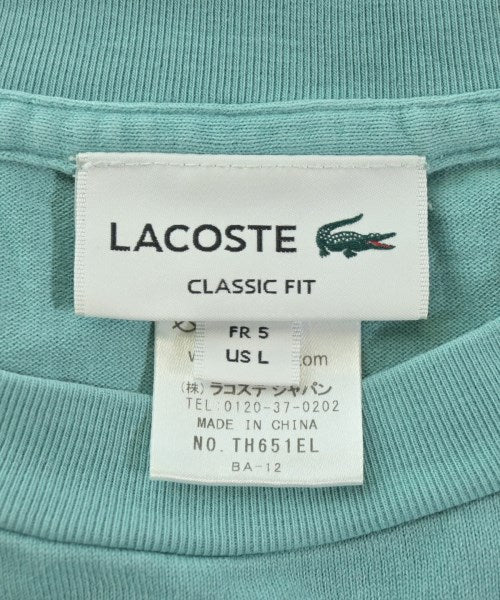 LACOSTE
CLASSIC FIT
FR 5
US L
w .com
(株) ラコステ ジャパン
TEL:0120-37-0202
MADE IN CHINA
NO. TH651EL
BA-12